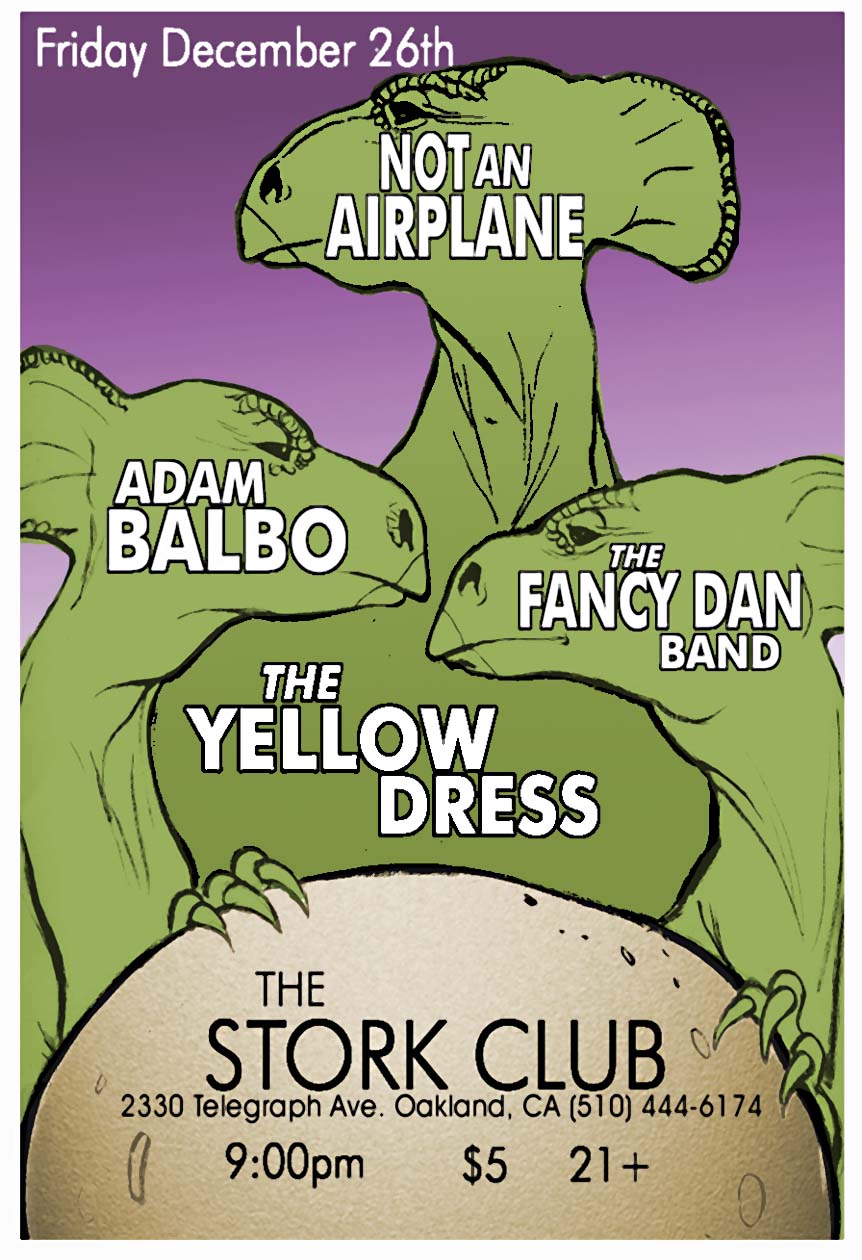 Friday December 26th
NOT AN
AIRPLANE
ADAM
BALBO
THE
FANCY DAN
BAND
THE
YELLOW
DRESS
THE
STORK CLUB
2330 Telegraph Ave. Oakland, CA (510) 444-6174
9:00pm $5 21+